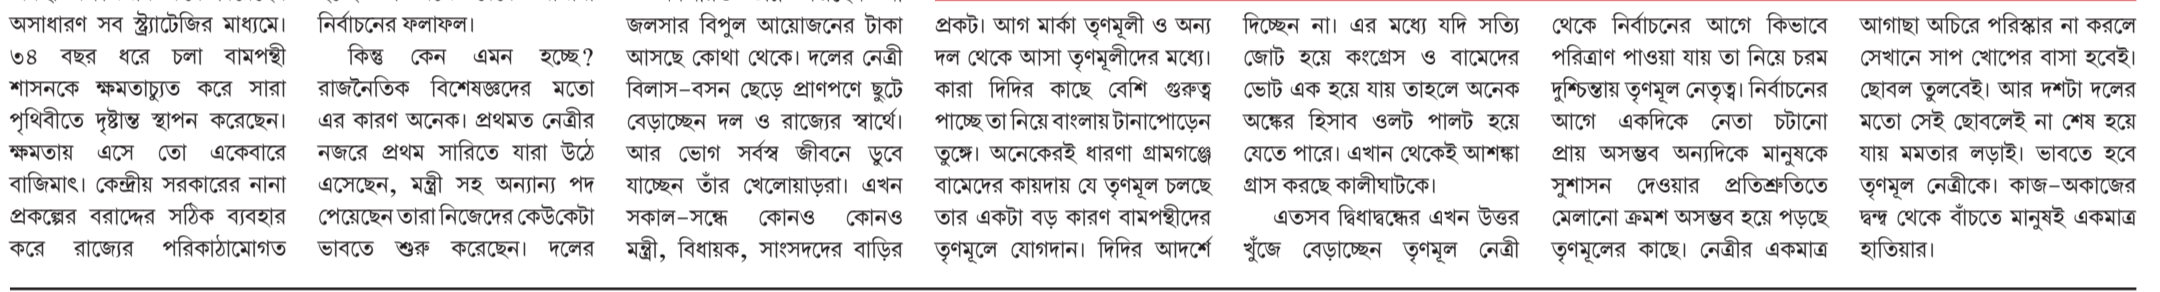 অসাধারণ সব স্ট্র্যাটেজির মাধ্যমে।
৩৪ বছর ধরে চলা বামপন্থী
শাসনকে ক্ষমতাচ্যুত করে সারা
পৃথিবীতে দৃষ্টান্ত স্থাপন করেছেন।
ক্ষমতায় এসে তো একেবারে
বাজিমাৎ। কেন্দ্রীয় সরকারের নানা
প্রকল্পের বরাদ্দের সঠিক ব্যবহার
করে রাজ্যের পরিকাঠামোগত
নির্বাচনের ফলাফল।
কিন্তু কেন এমন হচ্ছে?
রাজনৈতিক বিশেষজ্ঞদের মতো
এর কারণ অনেক। প্রথমত নেত্রীর
নজরে প্রথম সারিতে যারা উঠে
এসেছেন, মন্ত্রী সহ অন্যান্য পদ
পেয়েছেন তারা নিজেদের কেউকেটা
ভাবতে শুরু করেছেন। দলের
জলসার বিপুল আয়োজনের টাকা
আসছে কোথা থেকে। দলের নেত্রী
বিলাস-বসন ছেড়ে প্রাণপণে ছুটে
বেড়াচ্ছেন দল ও রাজ্যের স্বার্থে।
আর ভোগ সর্বস্ব জীবনে ডুবে
যাচ্ছেন তাঁর খেলোয়াড়রা। এখন
সকাল-সন্ধে কোনও কোনও
মন্ত্রী, বিধায়ক, সাংসদদের বাড়ির
প্রকট। আগ মার্কা তৃণমূলী ও অন্য
দল থেকে আসা তৃণমূলীদের মধ্যে।
কারা দিদির কাছে বেশি গুরুত্ব
পাচ্ছে তা নিয়ে বাংলায় টানাপোড়েন
তুঙ্গে। অনেকেরই ধারণা গ্রামগঞ্জে
বামেদের কায়দায় যে তৃণমূল চলছে
তার একটা বড় কারণ বামপন্থীদের
তৃণমূলে যোগদান। দিদির আদর্শে
দিচ্ছেন না। এর মধ্যে যদি সত্যি
জোট হয়ে কংগ্রেস ও বামেদের
ভোট এক হয়ে যায় তাহলে অনেক
অঙ্কের হিসাব ওলট পালট হয়ে
যেতে পারে। এখান থেকেই আশঙ্কা
গ্রাস করছে কালীঘাটকে।
এতসব দ্বিধাদ্বন্ধের এখন উত্তর
খুঁজে বেড়াচ্ছেন তৃণমূল নেত্রী
থেকে নির্বাচনের আগে কিভাবে
পরিত্রাণ পাওয়া যায় তা নিয়ে চরম
দুশ্চিন্তায় তৃণমূল নেতৃত্ব। নির্বাচনের
আগে একদিকে নেতা চটানো
প্রায় অসম্ভব অন্যদিকে মানুষকে
সুশাসন দেওয়ার প্রতিশ্রুতিতে
মেলানো ক্রমশ অসম্ভব হয়ে পড়ছে
তৃণমূলের কাছে। নেত্রীর একমাত্র
আগাছা অচিরে পরিস্কার না করলে
সেখানে সাপ খোপের বাসা হবেই।
ছোবল তুলবেই। আর দশটা দলের
মতো সেই ছোবলেই না শেষ হয়ে
যায় মমতার লড়াই। ভাবতে হবে
তৃণমূল নেত্রীকে। কাজ-অকাজের
দ্বন্দ্ব থেকে বাঁচতে মানুষই একমাত্র
হাতিয়ার।